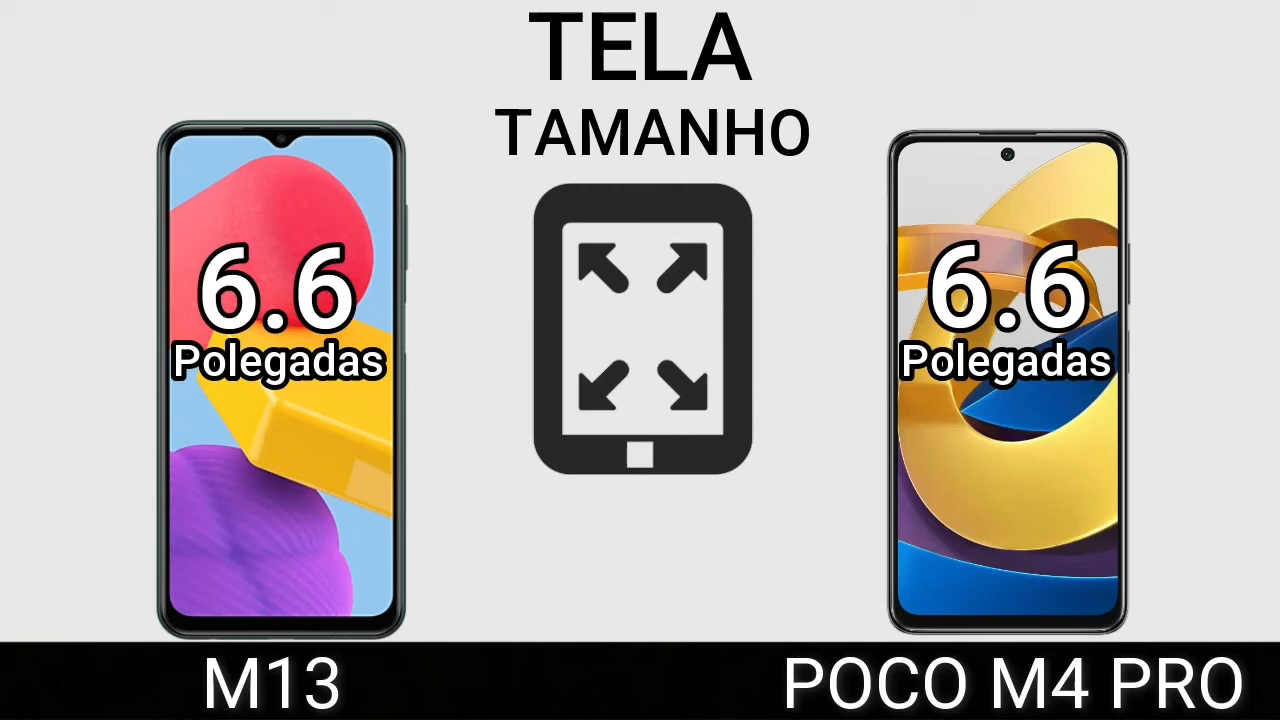 TELA
TAMANHO
6.6
Polegadas
6.6
Polegadas
M13
POCO M4 PRO